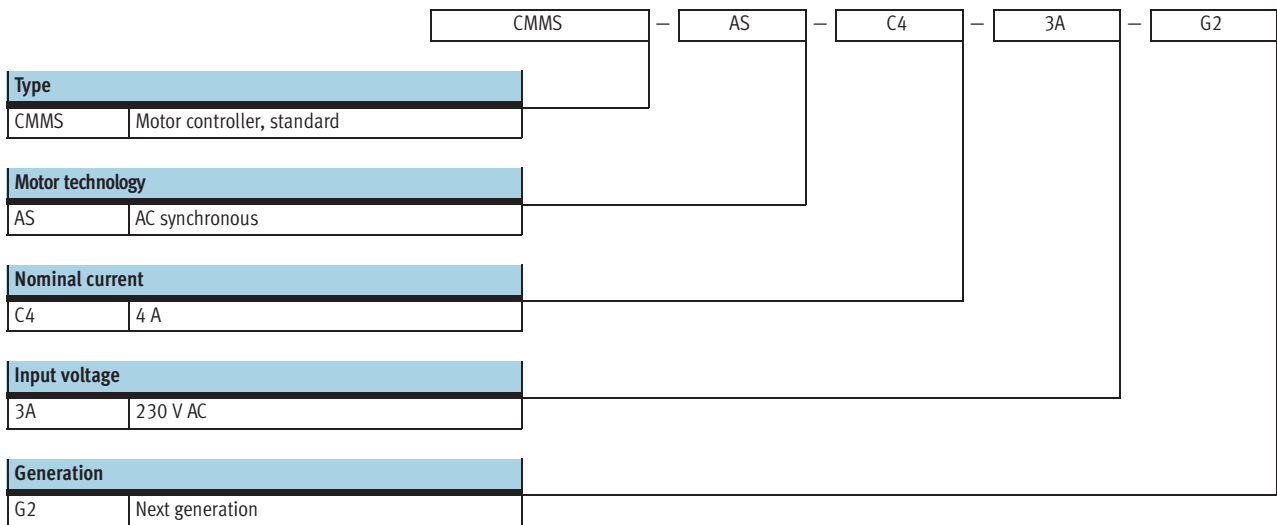 CMMS – AS – C4 – 3A – G2
Type
CMMS Motor controller, standard
Motor technology
AS AC synchronous
Nominal current
C4 4 A
Input voltage
3A 230 V AC
Generation
G2 Next generation